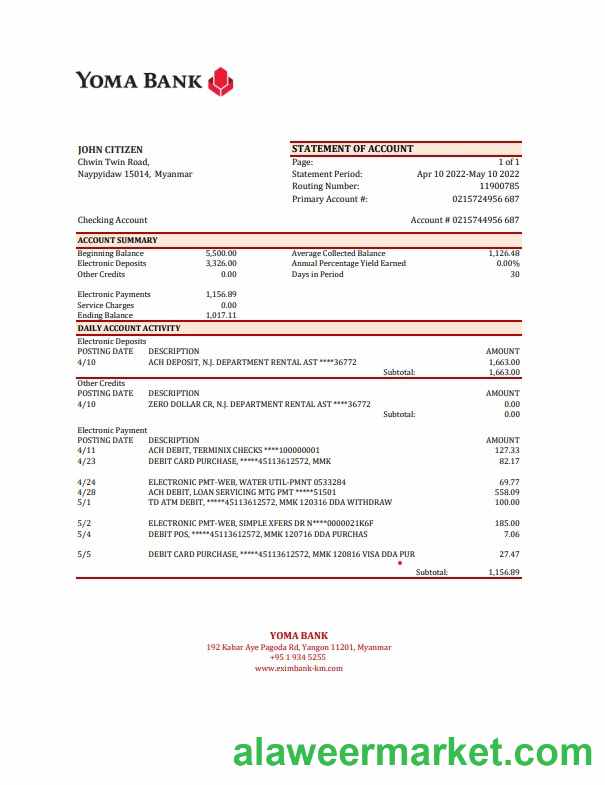 YOMA BANK
JOHN CITIZEN
Chwin Twin Road,
Naypyidaw 15014, Myanmar
STATEMENT OF ACCOUNT
Page: 1 of 1
Statement Period: Apr 10 2022-May 10 2022
Routing Number: 11900785
Primary Account #: 0215724956 687
Checking Account Account # 0215744956 687
ACCOUNT SUMMARY
Beginning Balance 5,500.00 Average Collected Balance 1,126.48
Electronic Deposits 3,326.00 Annual Percentage Yield Earned 0.00%
Other Credits 0.00 Days in Period 30
Electronic Payments 1,156.89
Service Charges 0.00
Ending Balance 1,017.11
DAILY ACCOUNT ACTIVITY
Electronic Deposits
POSTING DATE DESCRIPTION AMOUNT
4/10 ACH DEPOSIT, N.J. DEPARTMENT RENTAL AST ****36772 1,663.00
Subtotal: 1,663.00
Other Credits
POSTING DATE DESCRIPTION AMOUNT
4/10 ZERO DOLLAR CR, N.J. DEPARTMENT RENTAL AST ****36772 0.00
Subtotal: 0.00
Electronic Payment
POSTING DATE DESCRIPTION AMOUNT
4/11 ACH DEBIT, TERMINIX CHECKS ****100000001 127.33
4/23 DEBIT CARD PURCHASE, *****45113612572, MMK 82.17
4/24 ELECTRONIC PMT-WEB, WATER UTIL-PMNT 0533284 69.77
4/28 ACH DEBIT, LOAN SERVICING MTG PMT *****51501 558.09
5/1 TD ATM DEBIT, *****45113612572, MMK 120316 DDA WITHDRAW 100.00
5/2 ELECTRONIC PMT-WEB, SIMPLE.XFERS DR N****0000021K6F 185.00
5/4 DEBIT POS, *****45113612572, MMK 120716 DDA PURCHAS 7.06
5/5 DEBIT CARD PURCHASE, *****45113612572, MMK 120816 VISA DDA PUR 27.47
Subtotal: 1,156.89
YOMA BANK
192 Kabar Aye Pagoda Rd, Yangon 11201, Myanmar
+95 1 934 5255
www.eximbank-km.com
alaweermarket.com